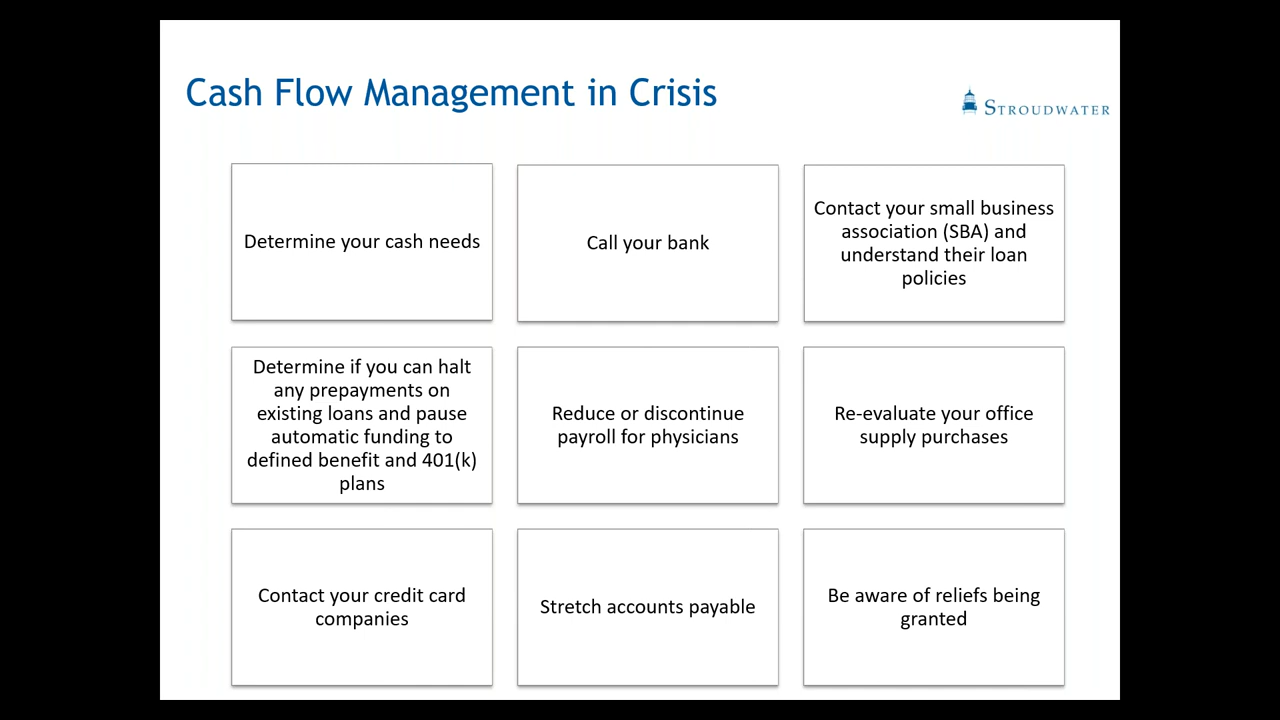 Cash Flow Management in Crisis
STROUDWATER
Determine your cash needs
Call your bank
Contact your small business
association (SBA) and
understand their loan
policies
Determine if you can halt
any prepayments on
existing loans and pause
automatic funding to
defined benefit and 401(k)
plans
Reduce or discontinue
payroll for physicians
Re-evaluate your office
supply purchases
Contact your credit card
companies
Stretch accounts payable
Be aware of reliefs being
granted